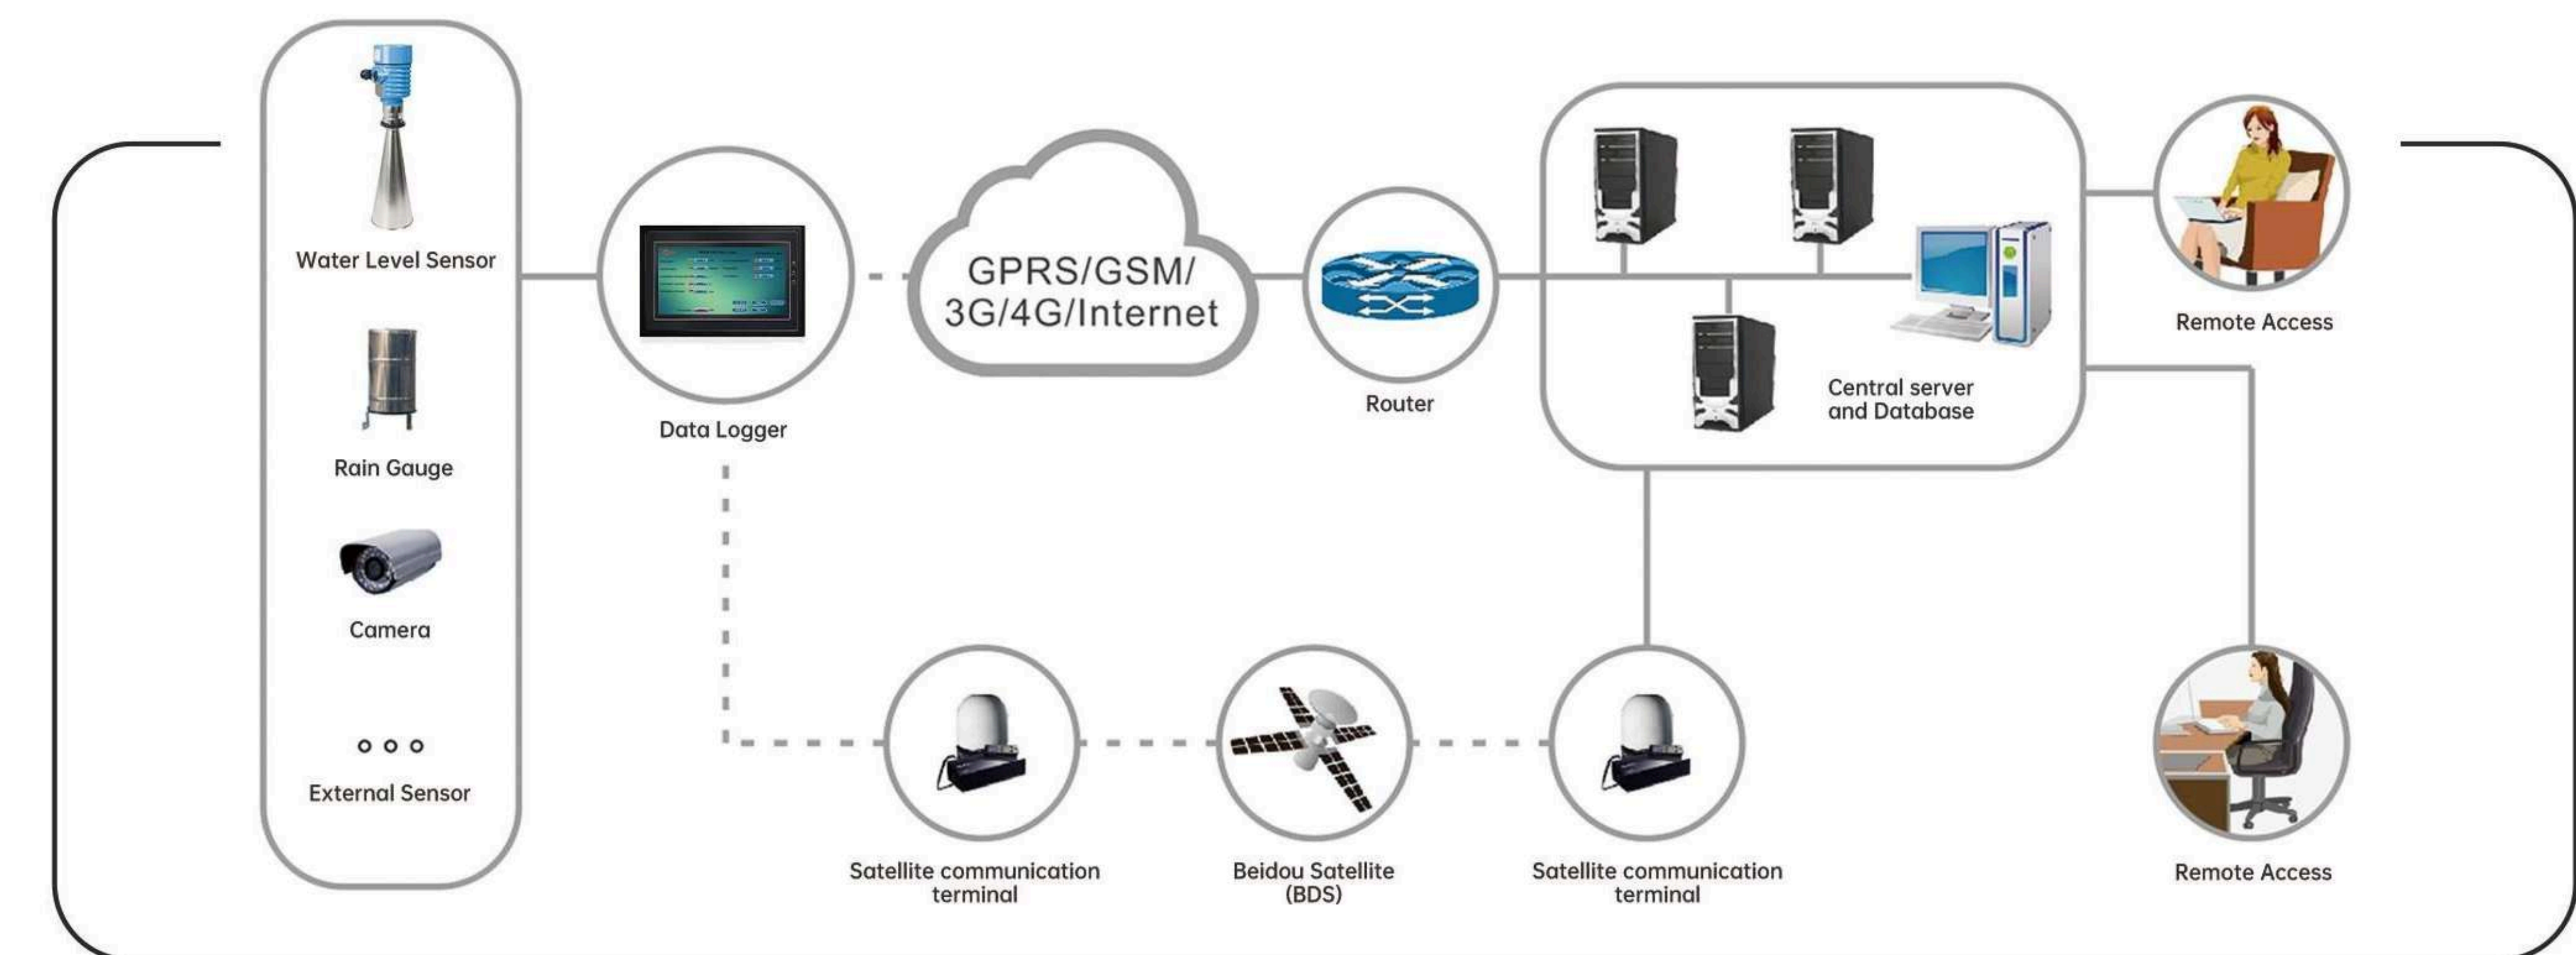 Water Level Sensor
Rain Gauge
Camera
External Sensor
Data Logger
GPRS/GSM/
3G/4G/Internet
Router
Central server
and Database
Remote Access
Satellite communication
terminal
Beidou Satellite
(BDS)
Satellite communication
terminal
Remote Access